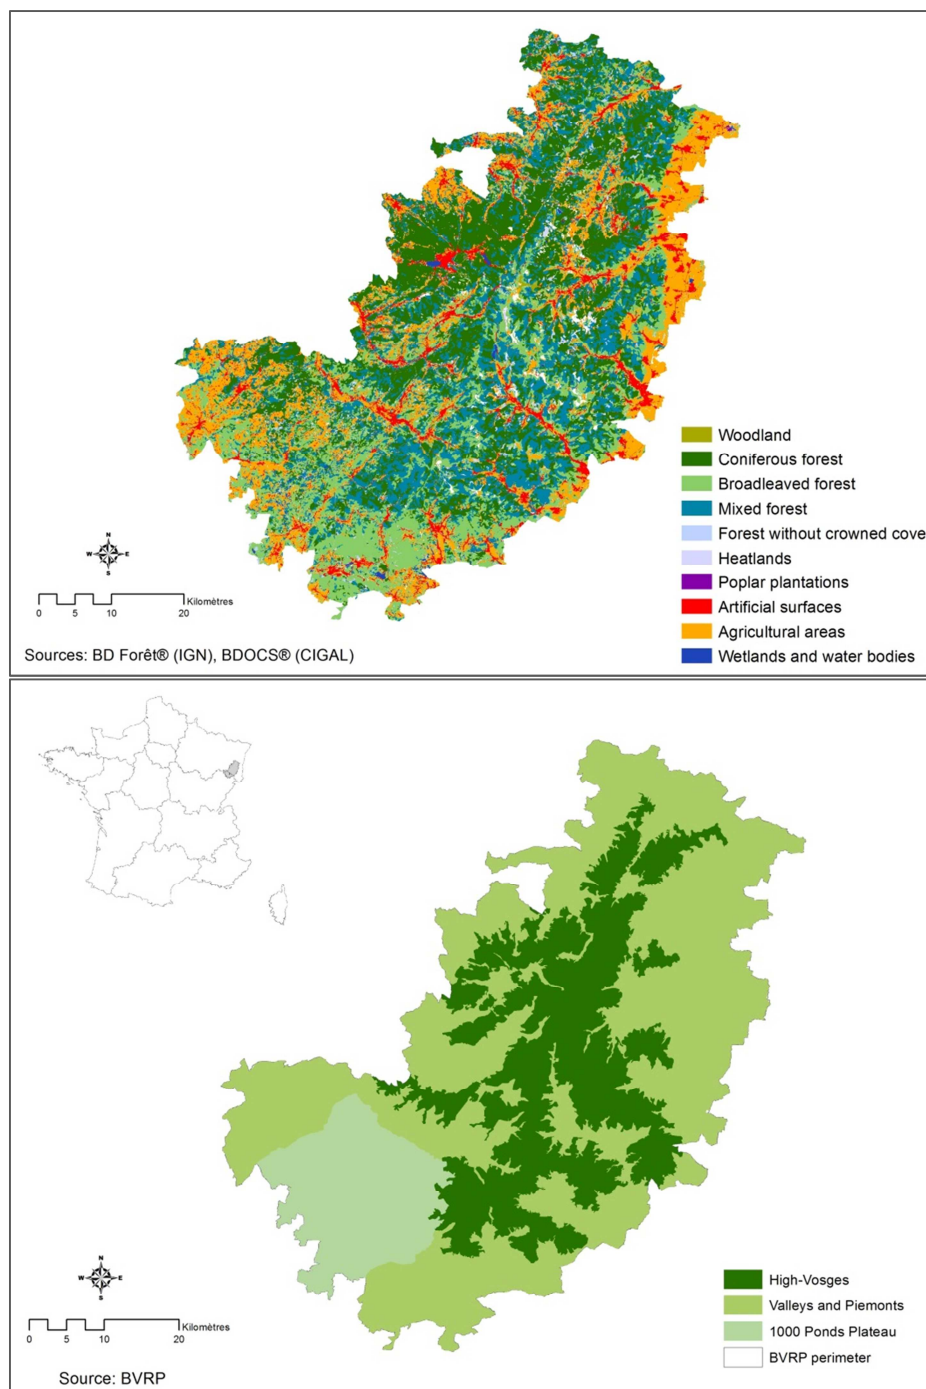 Woodland
Coniferous forest
Broadleaved forest
Mixed forest
Forest without crowned cove
Heatlands
Poplar plantations
Artificial surfaces
Agricultural areas
Wetlands and water bodies
N
W E
S
0 5 10 20 Kilomètres
Sources: BD Forêt® (IGN), BDOCS® (CIGAL)
N
W E
S
0 5 10 20 Kilomètres
Source: BVRP
High-Vosges
Valleys and Piemonts
1000 Ponds Plateau
BVRP perimeter